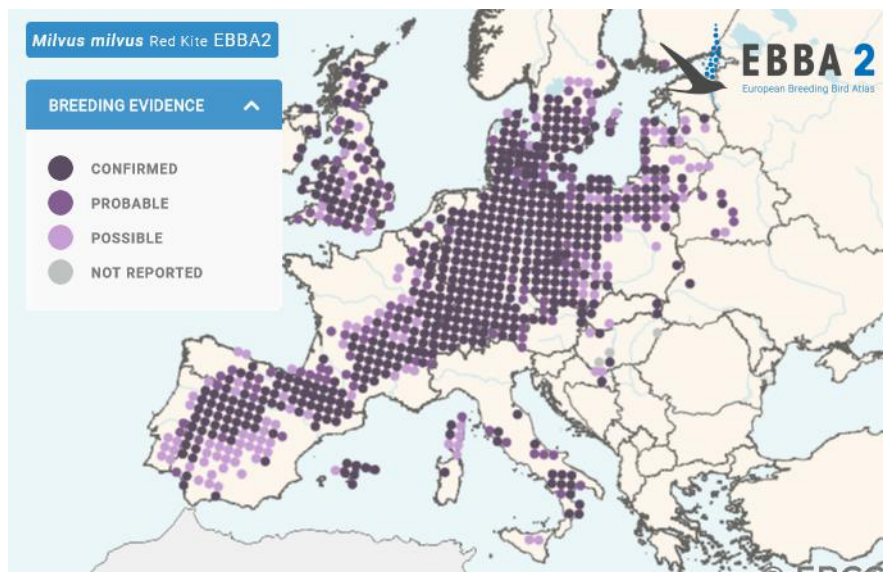 Milvus milvus Red Kite EBBA2
EBBA 2
European Breeding Bird Atlas
BREEDING EVIDENCE
CONFIRMED
PROBABLE
POSSIBLE
NOT REPORTED